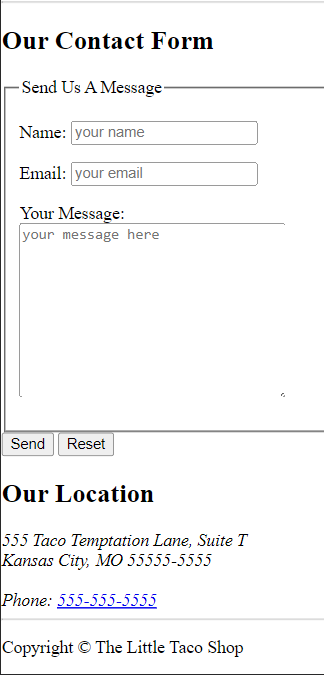 Our Contact Form
Send Us A Message
Name: your name
Email: your email
Your Message:
your message here
Send Reset
Our Location
555 Taco Temptation Lane, Suite T
Kansas City, MO 55555-5555
Phone: 555-555-5555
Copyright © The Little Taco Shop